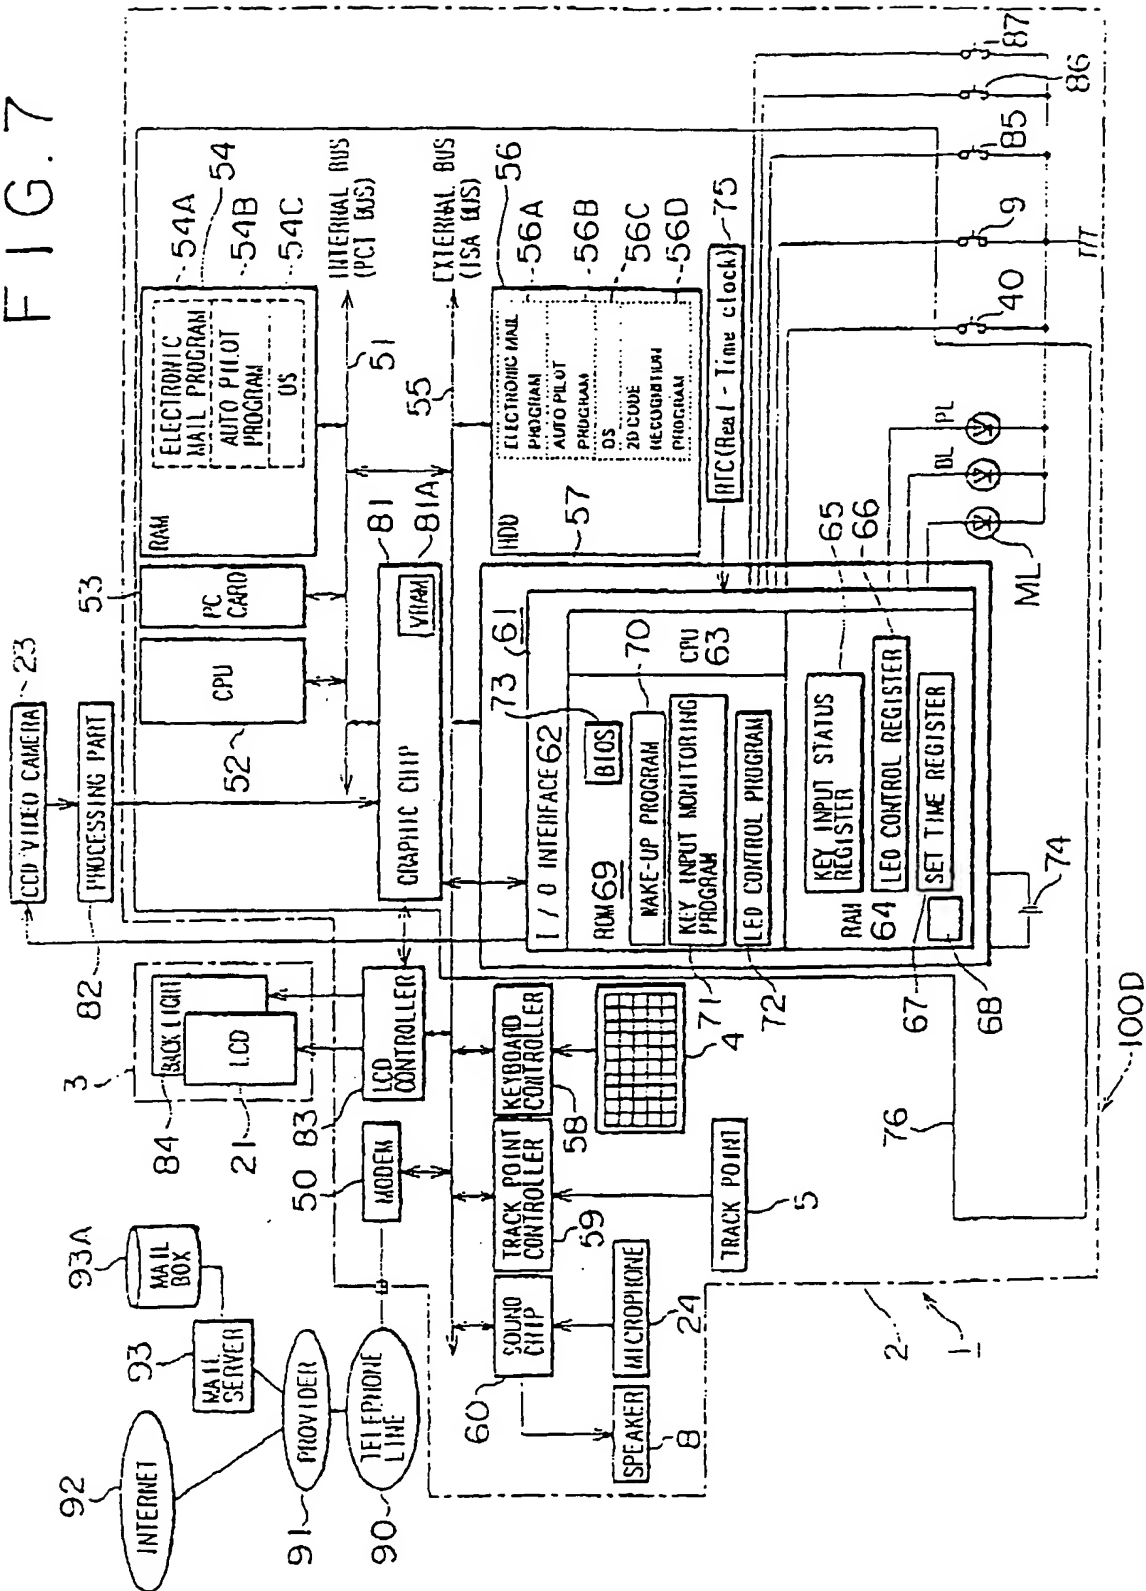 FIG.7
92
INTERNET
93
MAIL
SERVER
93A
MAIL
BOX
91
PROVIDER
90
TELEPHONE
LINE
3
84
BACK LIGHT
LCD
21
82
PROCESSING PART
CCD VIDEO CAMERA
23
50
MODEM
83
LCD
CONTROLLER
52
CPU
53
PC
CARD
RAM
ELECTRONIC
MAIL PROGRAM
AUTO PILOT
PROGRAM
OS
54A
54
54B
54C
INTERNAL BUS
(PCI BUS)
51
GRAPHIC CHIP
VRAM
81
81A
55
EXTERNAL BUS
(ISA BUS)
60
SOUND
CHIP
TRACK POINT
CONTROLLER
59
KEYBOARD
CONTROLLER
58
SPEAKER
8
MICROPHONE
24
TRACK POINT
5
4
57
HDD
ELECTRONIC MAIL
PROGRAM
AUTO PILOT
PROGRAM
OS
2D CODE
RECOGNITION
PROGRAM
56
56A
56B
56C
56D
RTC(Real-Time clock)
75
I/O INTERFACE 62
61
73
BIOS
ROM 69
WAKE-UP PROGRAM
70
KEY INPUT MONITORING
PROGRAM
71
LED CONTROL PROGRAM
72
CPU
63
RAM
64
KEY INPUT STATUS
REGISTER
65
LED CONTROL REGISTER
66
SET TIME REGISTER
67
68
74
ML
BL
PL
40
9
85
86
87
76
2
1
100D